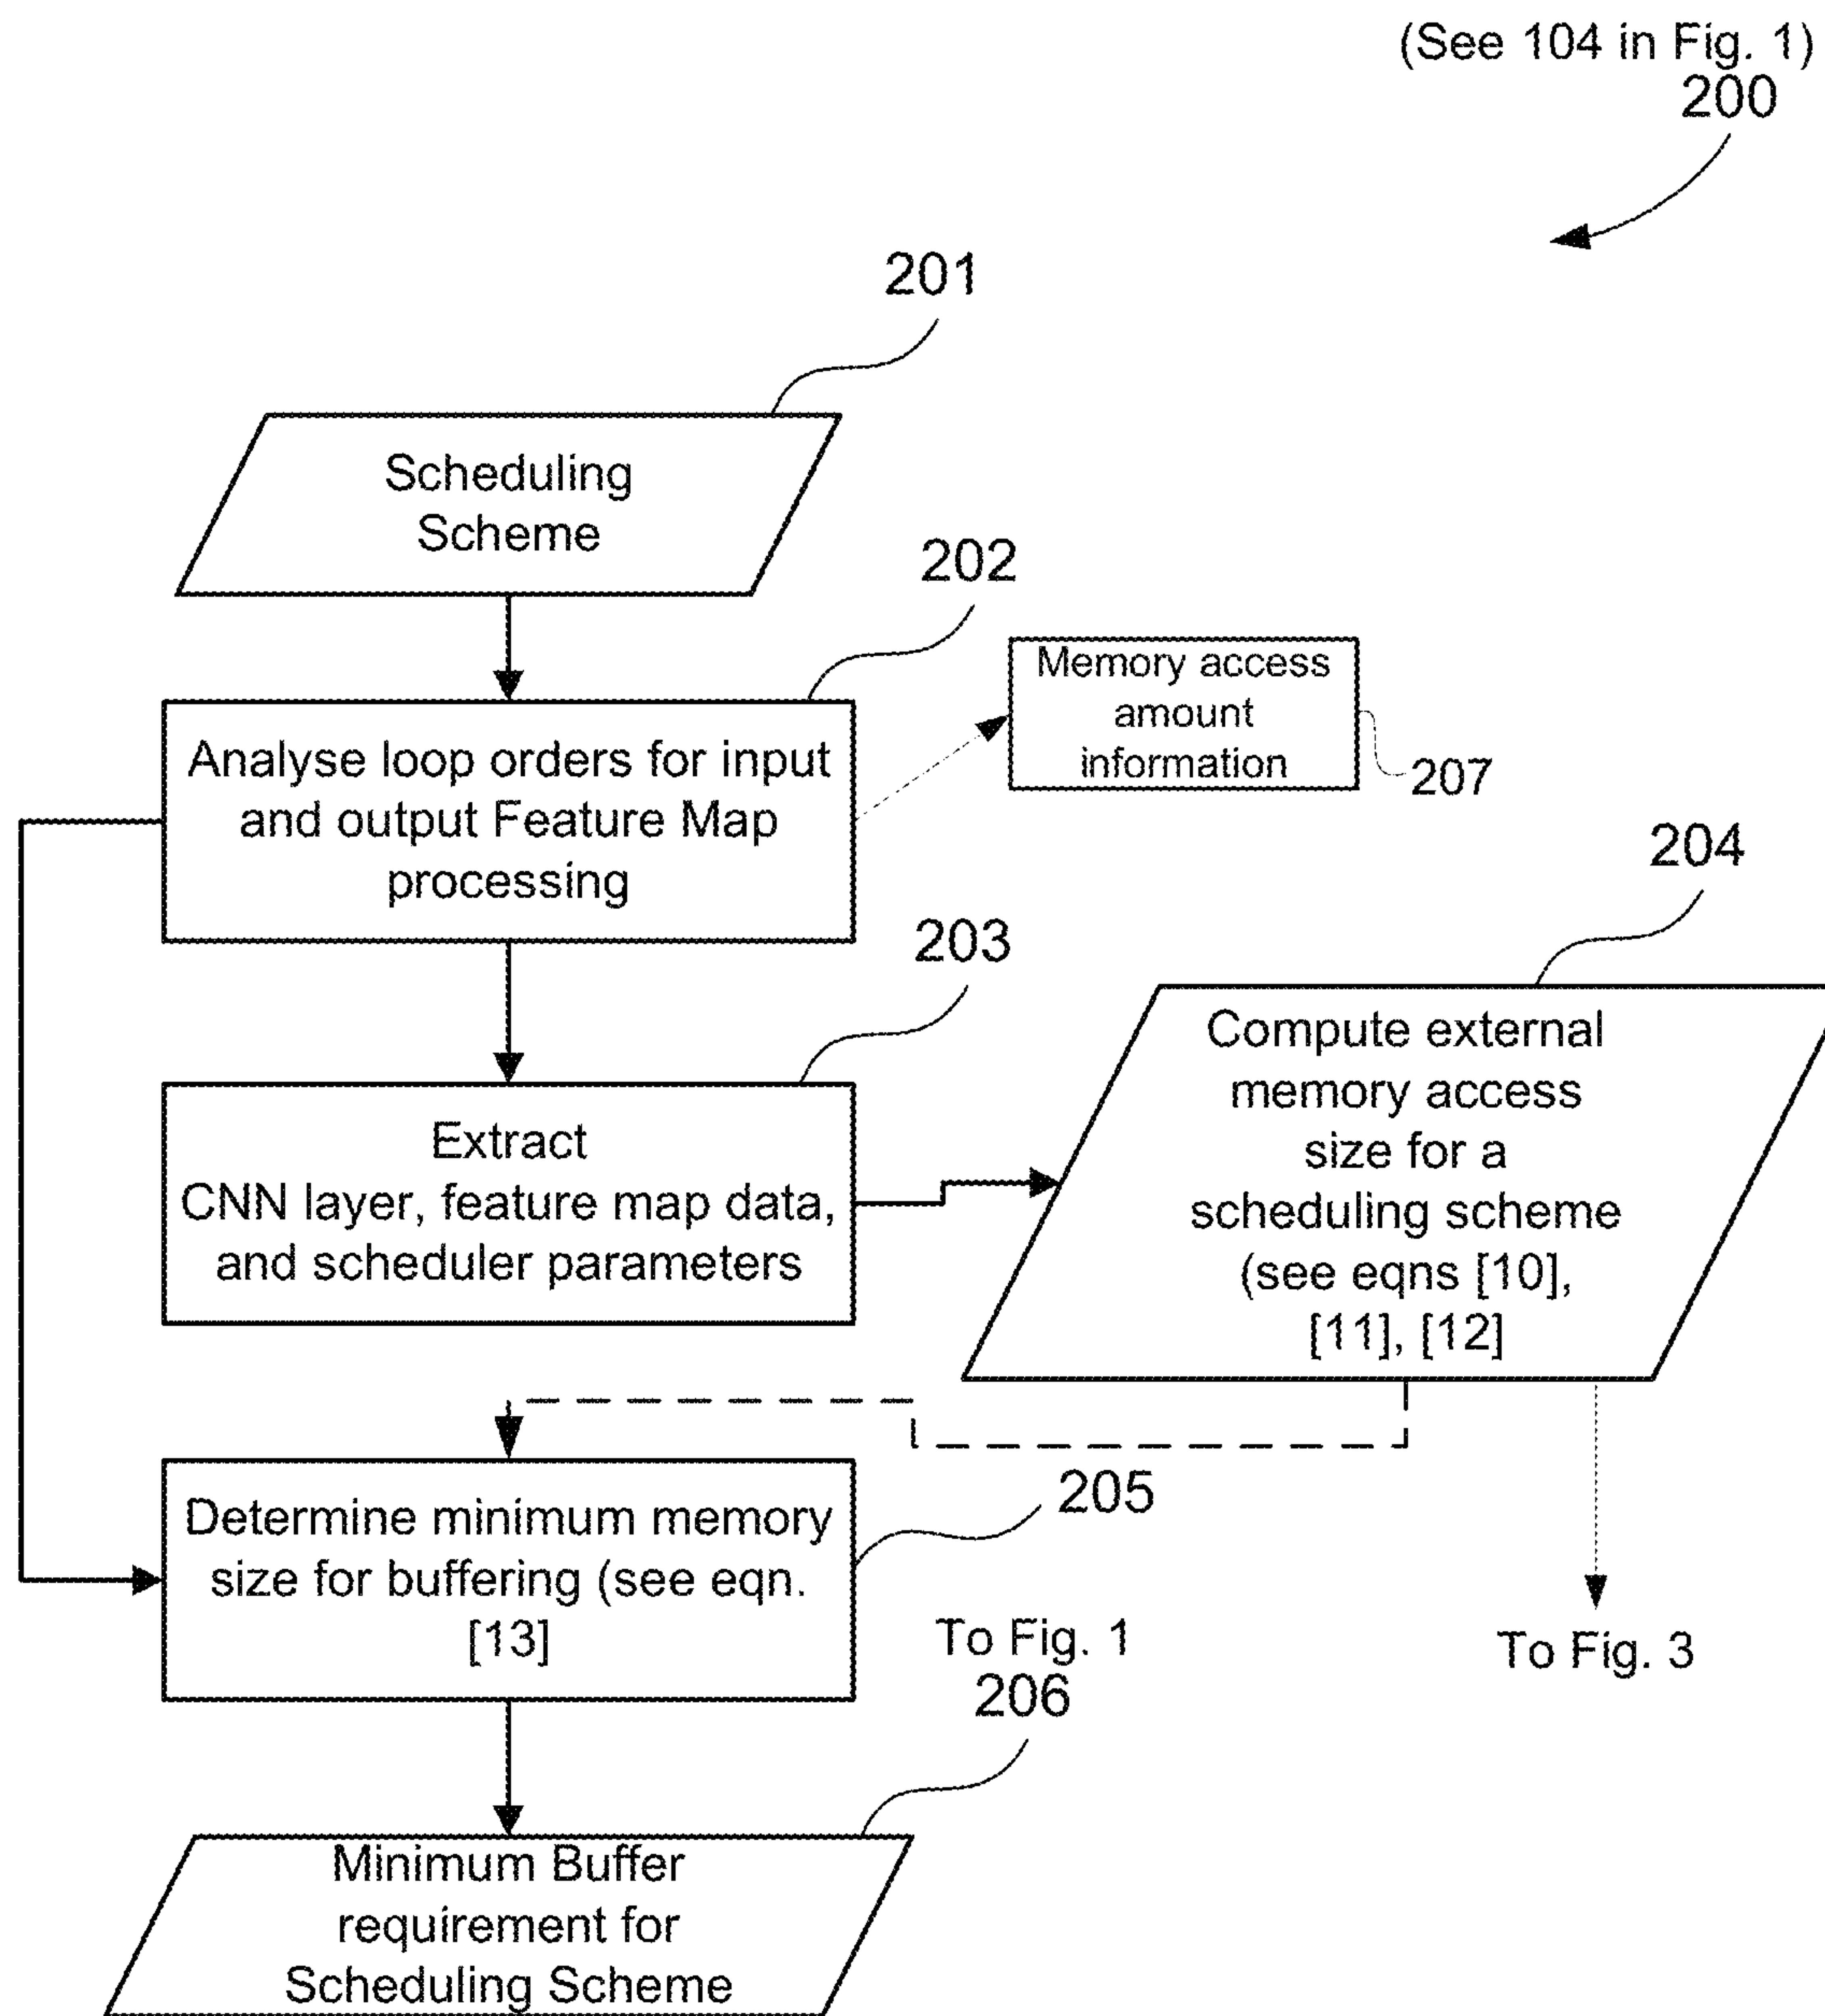 (See 104 in Fig. 1)
200
201
Scheduling
Scheme
202
Memory access
amount
information
207
Analyse loop orders for input
and output Feature Map
processing
203
204
Extract
CNN layer, feature map data,
and scheduler parameters
Compute external
memory access
size for a
scheduling scheme
(see eqns [10],
[11], [12]
205
Determine minimum memory
size for buffering (see eqn.
[13]
To Fig. 1
206
To Fig. 3
Minimum Buffer
requirement for
Scheduling Scheme